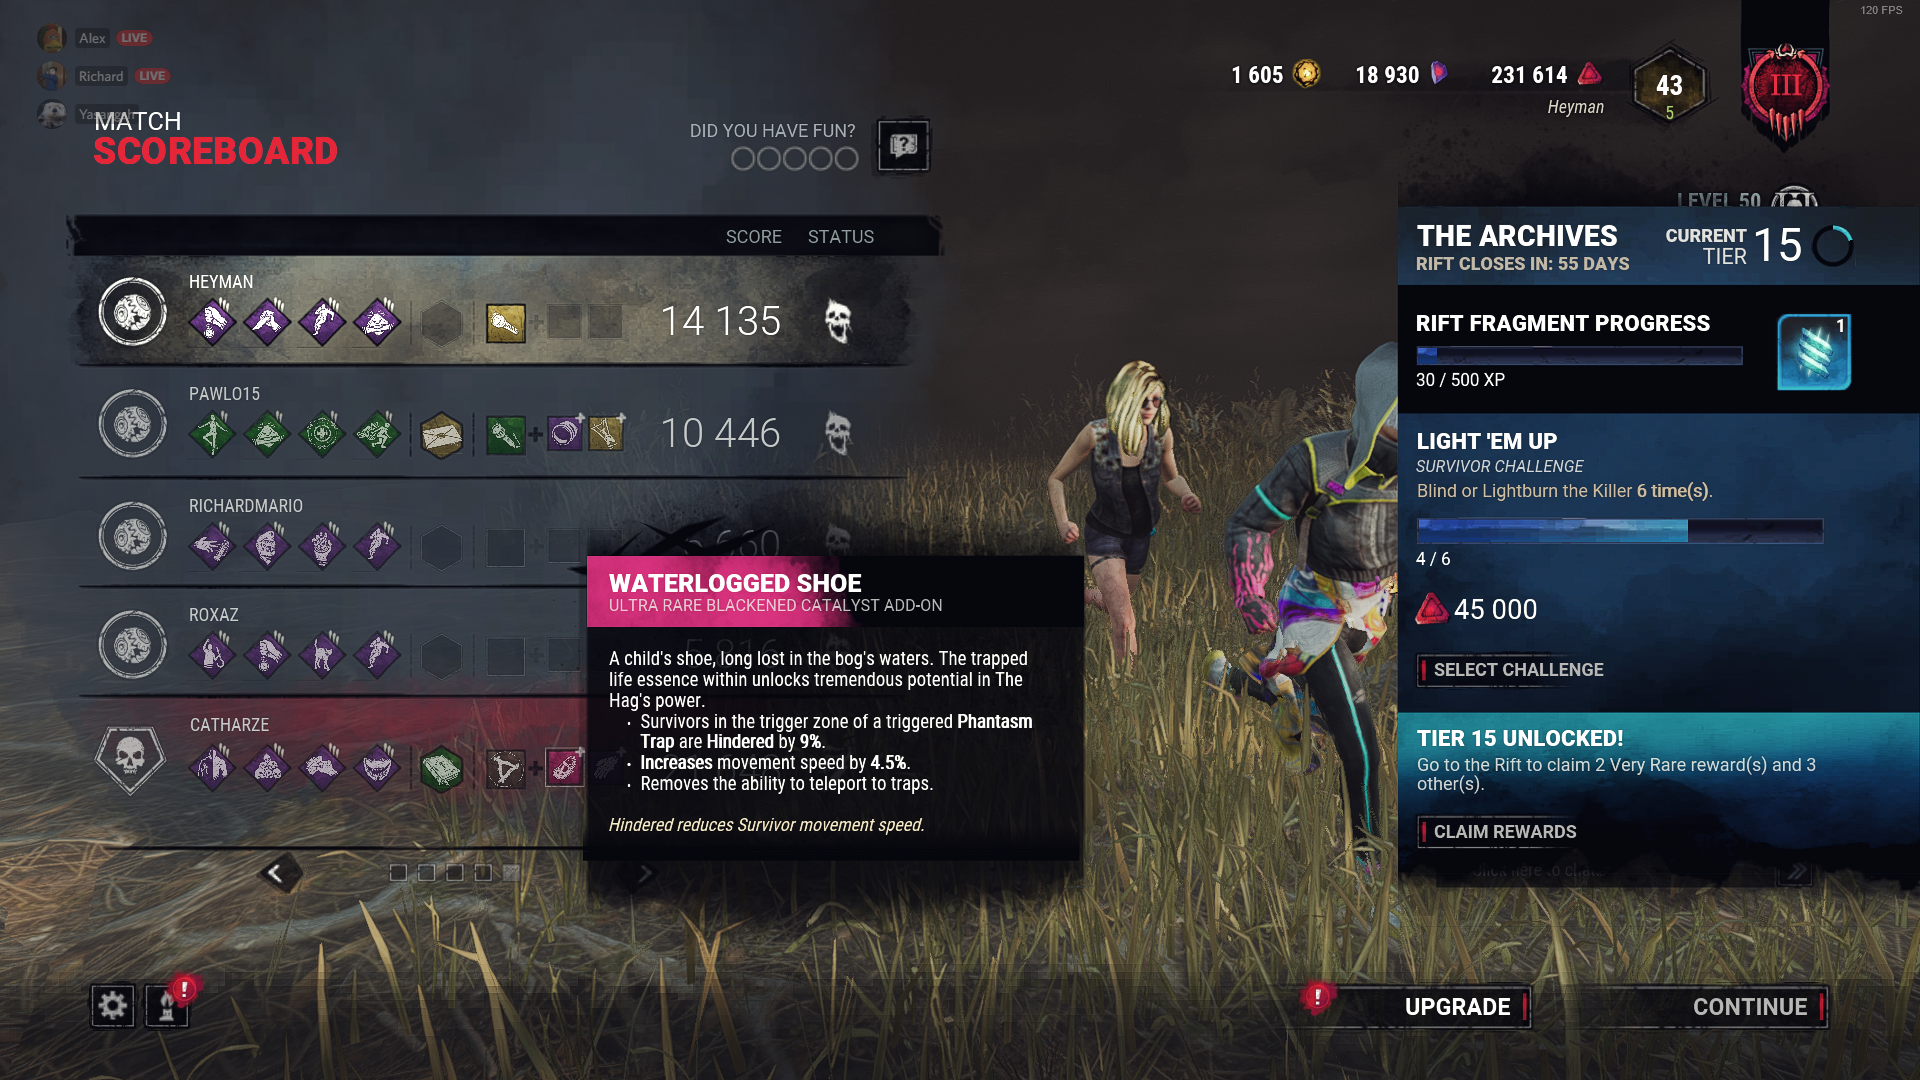 120 FPS
Alex LIVE
Richard LIVE
1 605
18 930
231 614
Heyman
43
5
III
MATCH
SCOREBOARD
DID YOU HAVE FUN?
SCORE STATUS
HEYMAN
14 135
PAWLO15
10 446
RICHARDMARIO
ROXAZ
5 816
CATHARZE
WATERLOGGED SHOE
ULTRA RARE BLACKENED CATALYST ADD-ON
A child's shoe, long lost in the bog's waters. The trapped
life essence within unlocks tremendous potential in The
Hag's power.
· Survivors in the trigger zone of a triggered Phantasm
Trap are Hindered by 9%.
· Increases movement speed by 4.5%.
· Removes the ability to teleport to traps.
Hindered reduces Survivor movement speed.
LEVEL 50
THE ARCHIVES
RIFT CLOSES IN: 55 DAYS
CURRENT
TIER 15
RIFT FRAGMENT PROGRESS
1
30 / 500 XP
LIGHT 'EM UP
SURVIVOR CHALLENGE
Blind or Lightburn the Killer 6 time(s).
4 / 6
45 000
SELECT CHALLENGE
TIER 15 UNLOCKED!
Go to the Rift to claim 2 Very Rare reward(s) and 3
other(s).
CLAIM REWARDS
UPGRADE
CONTINUE